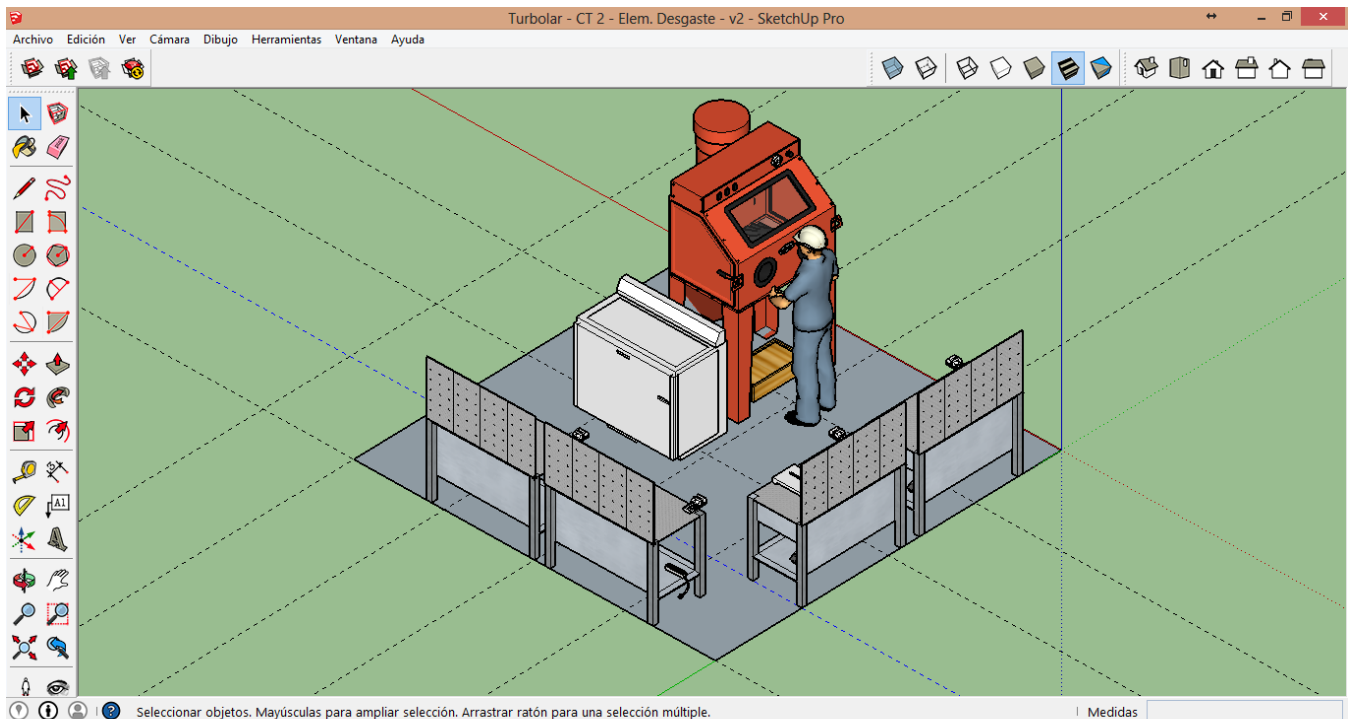 Turbolar - CT 2 - Elem. Desgaste - v2 - SketchUp Pro
Archivo Edición Ver Cámara Dibujo Herramientas Ventana Ayuda
A1
Seleccionar objetos. Mayúsculas para ampliar selección. Arrastrar ratón para una selección múltiple.
Medidas